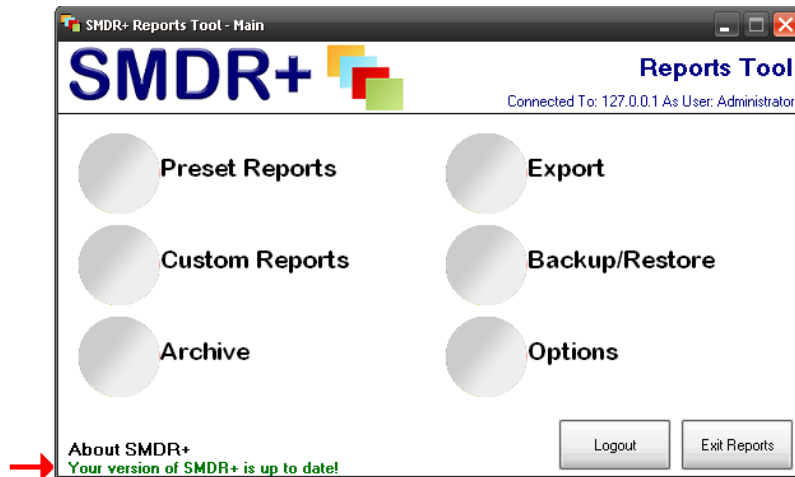 SMDR+ Reports Tool - Main
SMDR+
Reports Tool
Connected To: 127.0.0.1 As User: Administrator
Preset Reports
Export
Custom Reports
Backup/Restore
Archive
Options
About SMDR+
Your version of SMDR+ is up to date!
Logout
Exit Reports